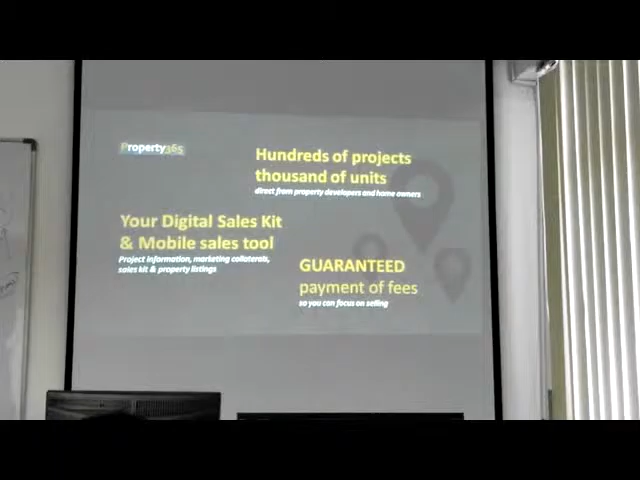 Property365
Hundreds of projects
thousand of units
direct from property developers and home owners
Your Digital Sales Kit
& Mobile sales tool
Project information, marketing collaterals,
sales kit & property listings
GUARANTEED
payment of fees
so you can focus on selling